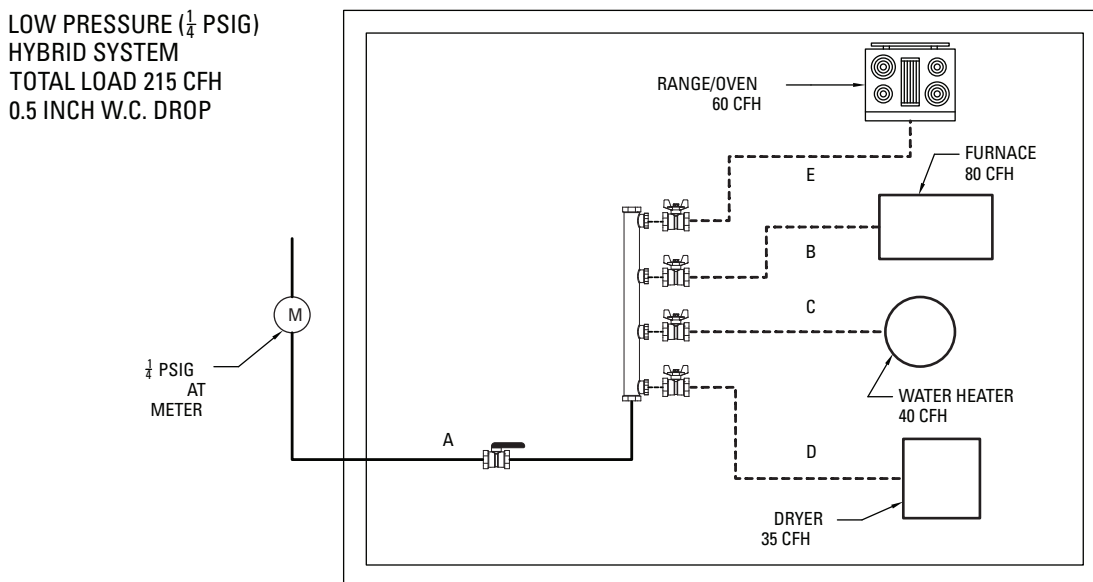 LOW PRESSURE (1/4 PSIG)
HYBRID SYSTEM
TOTAL LOAD 215 CFH
0.5 INCH W.C. DROP
RANGE/OVEN
60 CFH
FURNACE
80 CFH
E
B
M
C
1/4 PSIG
AT
METER
WATER HEATER
40 CFH
A
D
DRYER
35 CFH